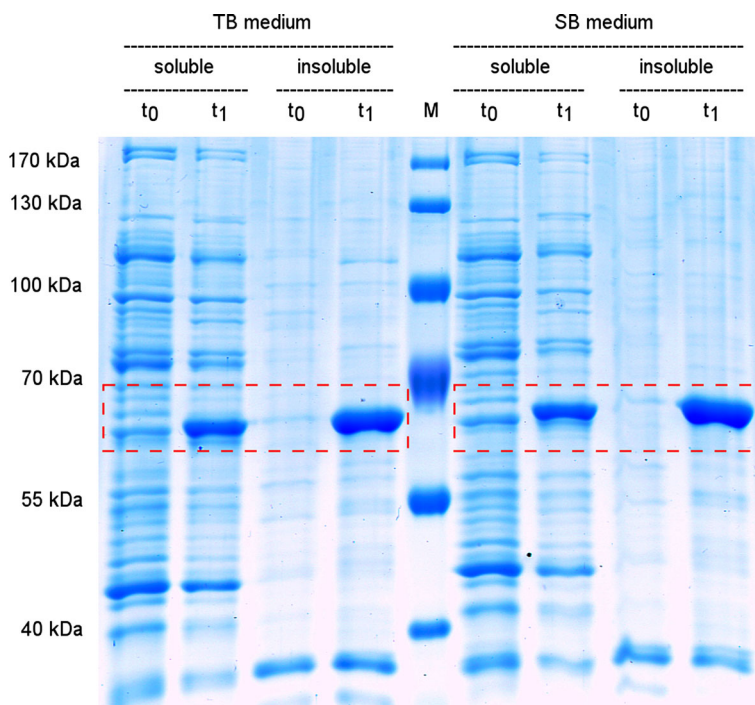 TB medium SB medium
soluble insoluble soluble insoluble
t0 t1 t0 t1 M t0 t1 t0 t1
170 kDa
130 kDa
100 kDa
70 kDa
55 kDa
40 kDa